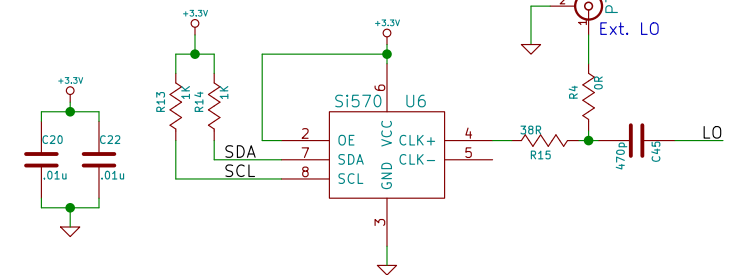 2
P
1
Ext. LO
+3.3V
+3.3V
+3.3V
R13
1K
R14
1K
R4
0R
Si570
U6
6
VCC
C20
.01u
C22
.01u
2
OE
CLK+
4
38R
R15
LO
SDA
7
SDA
CLK-
5
470p
C45
SCL
8
SCL
GND
3